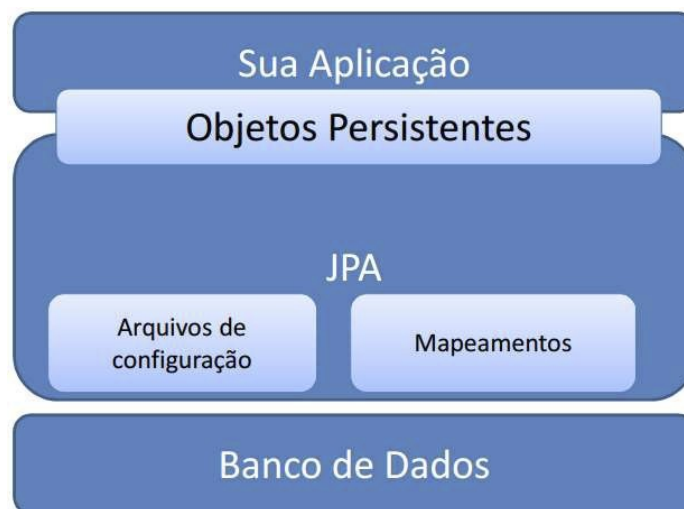 Sua Aplicação
Objetos Persistentes
JPA
Arquivos de
configuração
Mapeamentos
Banco de Dados